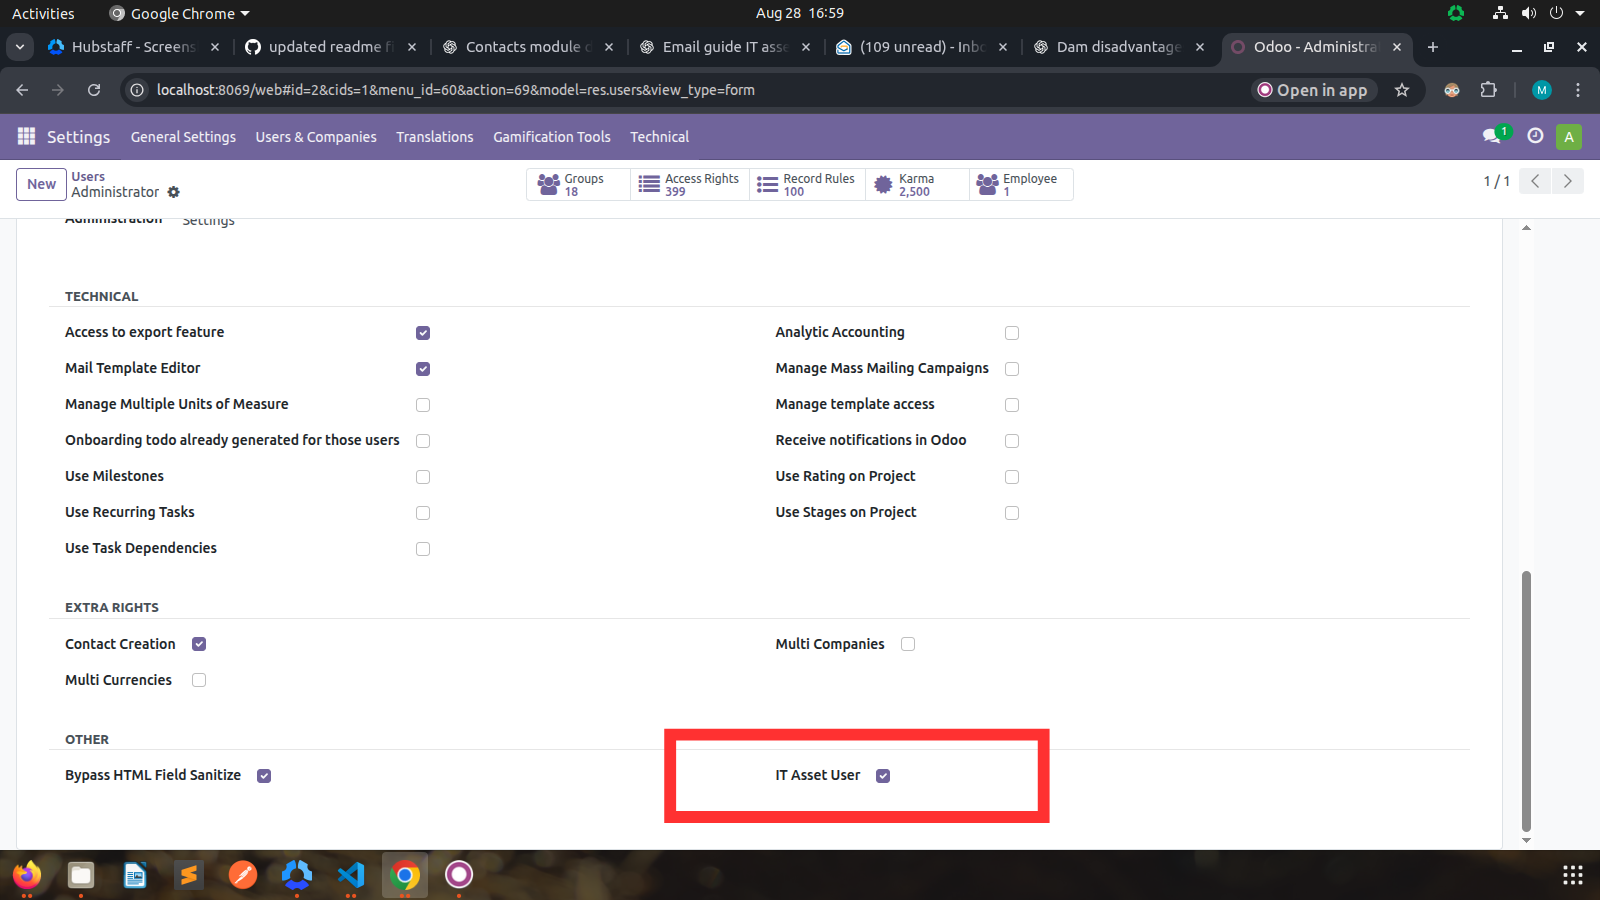 Activities Google Chrome Aug 28 16:59
Hubstaff - Screens updated readme fi Contacts module d Email guide IT asse (109 unread) - Inbo Dam disadvantage Odoo - Administra
localhost:8069/web#id=2&cids=1&menu_id=60&action=69&model=res.users&view_type=form Open in app M
Settings General Settings Users & Companies Translations Gamification Tools Technical 1 A
New Users Administrator Groups 18 Access Rights 399 Record Rules 100 Karma 2,500 Employee 1 1 / 1
Administration Settings
TECHNICAL
Access to export feature Analytic Accounting
Mail Template Editor Manage Mass Mailing Campaigns
Manage Multiple Units of Measure Manage template access
Onboarding todo already generated for those users Receive notifications in Odoo
Use Milestones Use Rating on Project
Use Recurring Tasks Use Stages on Project
Use Task Dependencies
EXTRA RIGHTS
Contact Creation Multi Companies
Multi Currencies
OTHER
Bypass HTML Field Sanitize IT Asset User